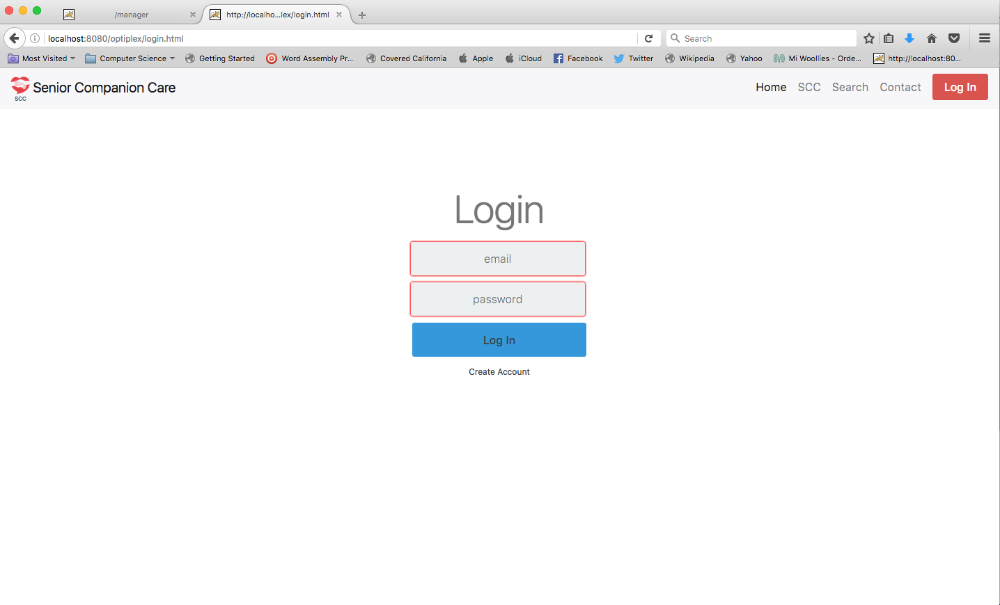 /manager
http://localho...lex/login.html
localhost:8080/optiplex/login.html
Search
Most Visited
Computer Science
Getting Started
Word Assembly Pr...
Covered California
Apple
iCloud
Facebook
Twitter
Wikipedia
Yahoo
Mi Woollies - Orde...
http://localhost:80...
SCC
Senior Companion Care
Home
SCC
Search
Contact
Log In
Login
email
password
Log In
Create Account